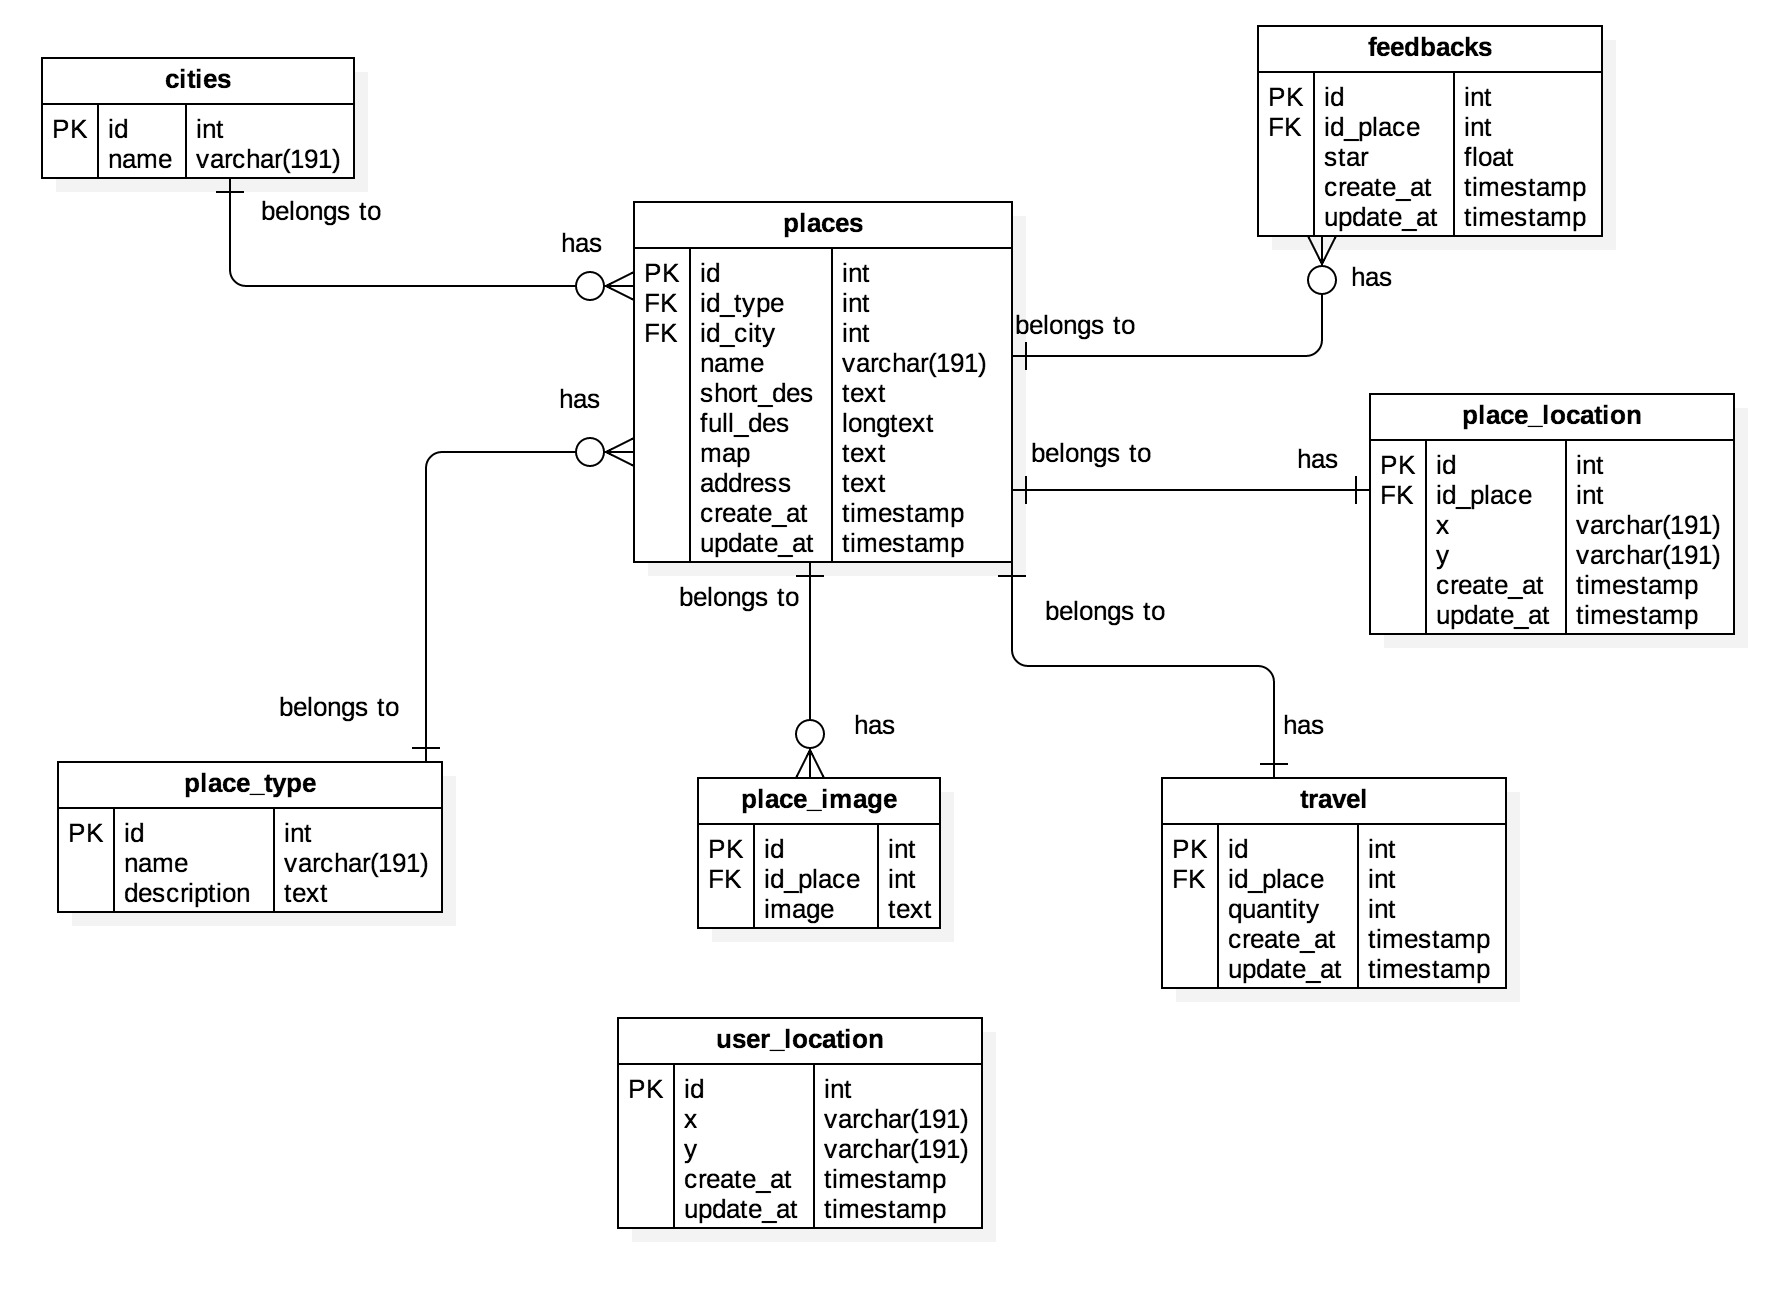 cities
PK id int
name varchar(191)
belongs to
has
feedbacks
PK id int
FK id_place int
star float
create_at timestamp
update_at timestamp
has
belongs to
places
PK id int
FK id_type int
FK id_city int
name varchar(191)
short_des text
full_des longtext
map text
address text
create_at timestamp
update_at timestamp
has
belongs to
belongs to
has
place_location
PK id int
FK id_place int
x varchar(191)
y varchar(191)
create_at timestamp
update_at timestamp
belongs to
has
belongs to
has
place_type
PK id int
name varchar(191)
description text
place_image
PK id int
FK id_place int
image text
travel
PK id int
FK id_place int
quantity int
create_at timestamp
update_at timestamp
user_location
PK id int
x varchar(191)
y varchar(191)
create_at timestamp
update_at timestamp